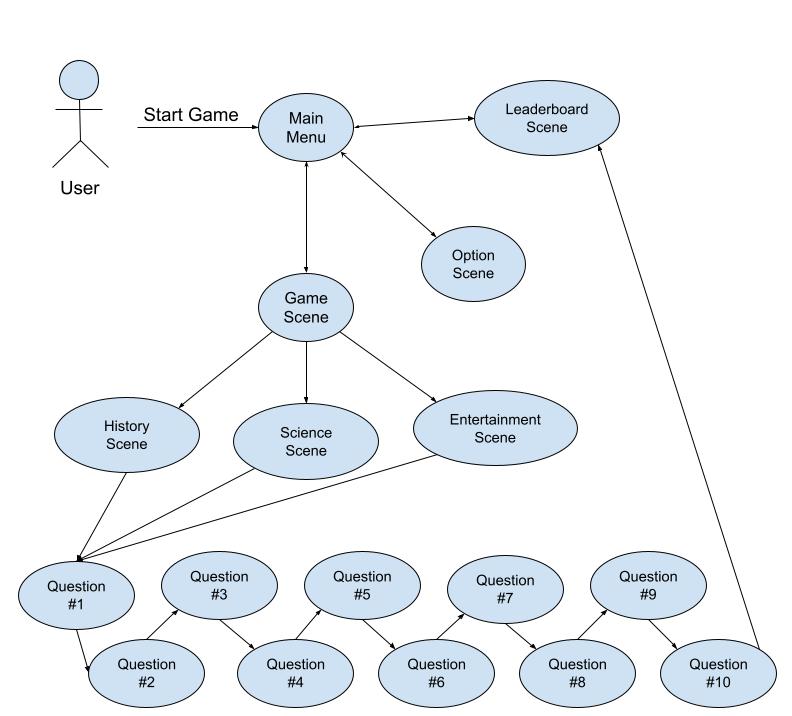 Start Game
User
Main
Menu
Leaderboard
Scene
Option
Scene
Game
Scene
History
Scene
Science
Scene
Entertainment
Scene
Question
#1
Question
#2
Question
#3
Question
#4
Question
#5
Question
#6
Question
#7
Question
#8
Question
#9
Question
#10